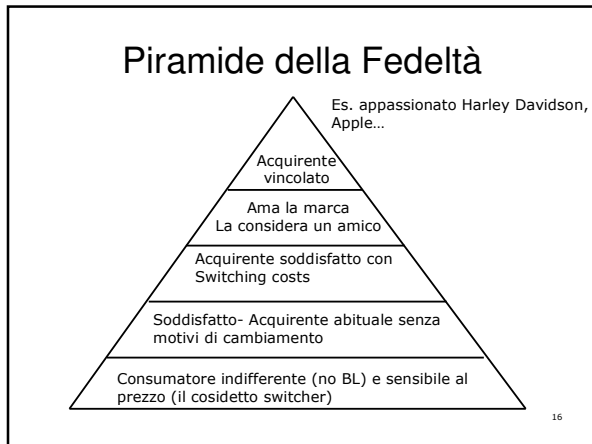 Piramide della Fedeltà
Es. appassionato Harley Davidson,
Apple…
Acquirente
vincolato
Ama la marca
La considera un amico
Acquirente soddisfatto con
Switching costs
Soddisfatto- Acquirente abituale senza
motivi di cambiamento
Consumatore indifferente (no BL) e sensibile al
prezzo (il cosidetto switcher)
16